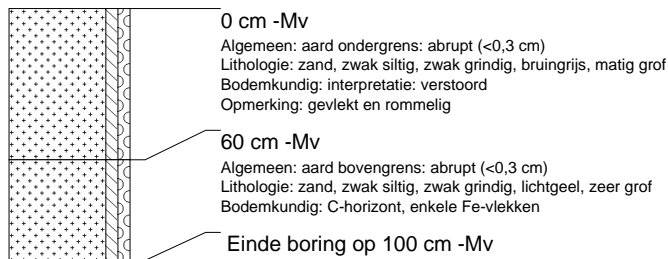 0 cm -Mv
Algemeen: aard ondergrens: abrupt (<0,3 cm)
Lithologie: zand, zwak siltig, zwak grindig, bruingrijs, matig grof
Bodemkundig: interpretatie: verstoord
Opmerking: gevlekt en rommelig
60 cm -Mv
Algemeen: aard bovengrens: abrupt (<0,3 cm)
Lithologie: zand, zwak siltig, zwak grindig, lichtgeel, zeer grof
Bodemkundig: C-horizont, enkele Fe-vlekken
Einde boring op 100 cm -Mv